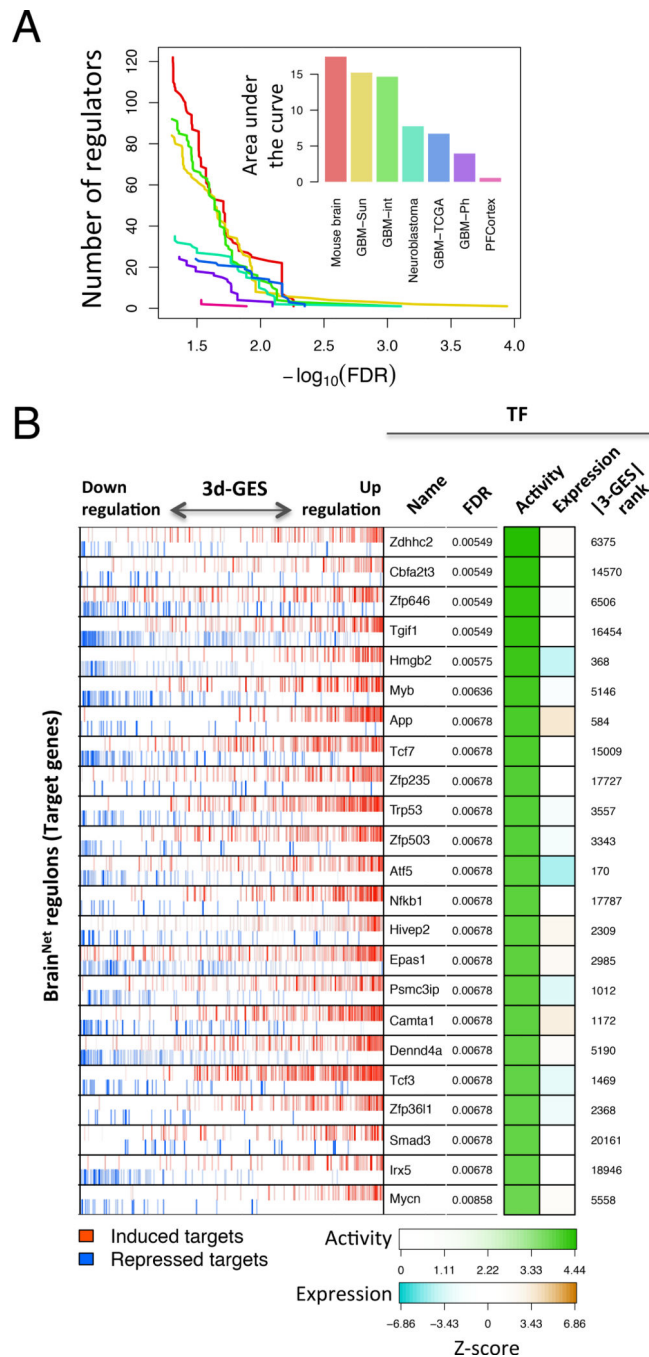 A
Number of regulators
120
100
80
60
40
20
0
1.5 2.0 2.5 3.0 3.5 4.0
−log10(FDR)
Area under
the curve
15
10
5
0
Mouse brain
GBM−Sun
GBM−int
Neuroblastoma
GBM−TCGA
GBM−Ph
PFCortex
B
TF
Down
regulation
3d-GES
Up
regulation
Name
FDR
Activity
Expression
|3-GES|
rank
BrainNet regulons (Target genes)
Zdhhc2 0.00549 6375
Cbfa2t3 0.00549 14570
Zfp646 0.00549 6506
Tgif1 0.00549 16454
Hmgb2 0.00575 368
Myb 0.00636 5146
App 0.00678 584
Tcf7 0.00678 15009
Zfp235 0.00678 17727
Trp53 0.00678 3557
Zfp503 0.00678 3343
Atf5 0.00678 170
Nfkb1 0.00678 17787
Hivep2 0.00678 2309
Epas1 0.00678 2985
Psmc3ip 0.00678 1012
Camta1 0.00678 1172
Dennd4a 0.00678 5190
Tcf3 0.00678 1469
Zfp36l1 0.00678 2368
Smad3 0.00678 20161
Irx5 0.00678 18946
Mycn 0.00858 5558
Induced targets
Repressed targets
Activity
0 1.11 2.22 3.33 4.44
Expression
−6.86 −3.43 0 3.43 6.86
Z-score